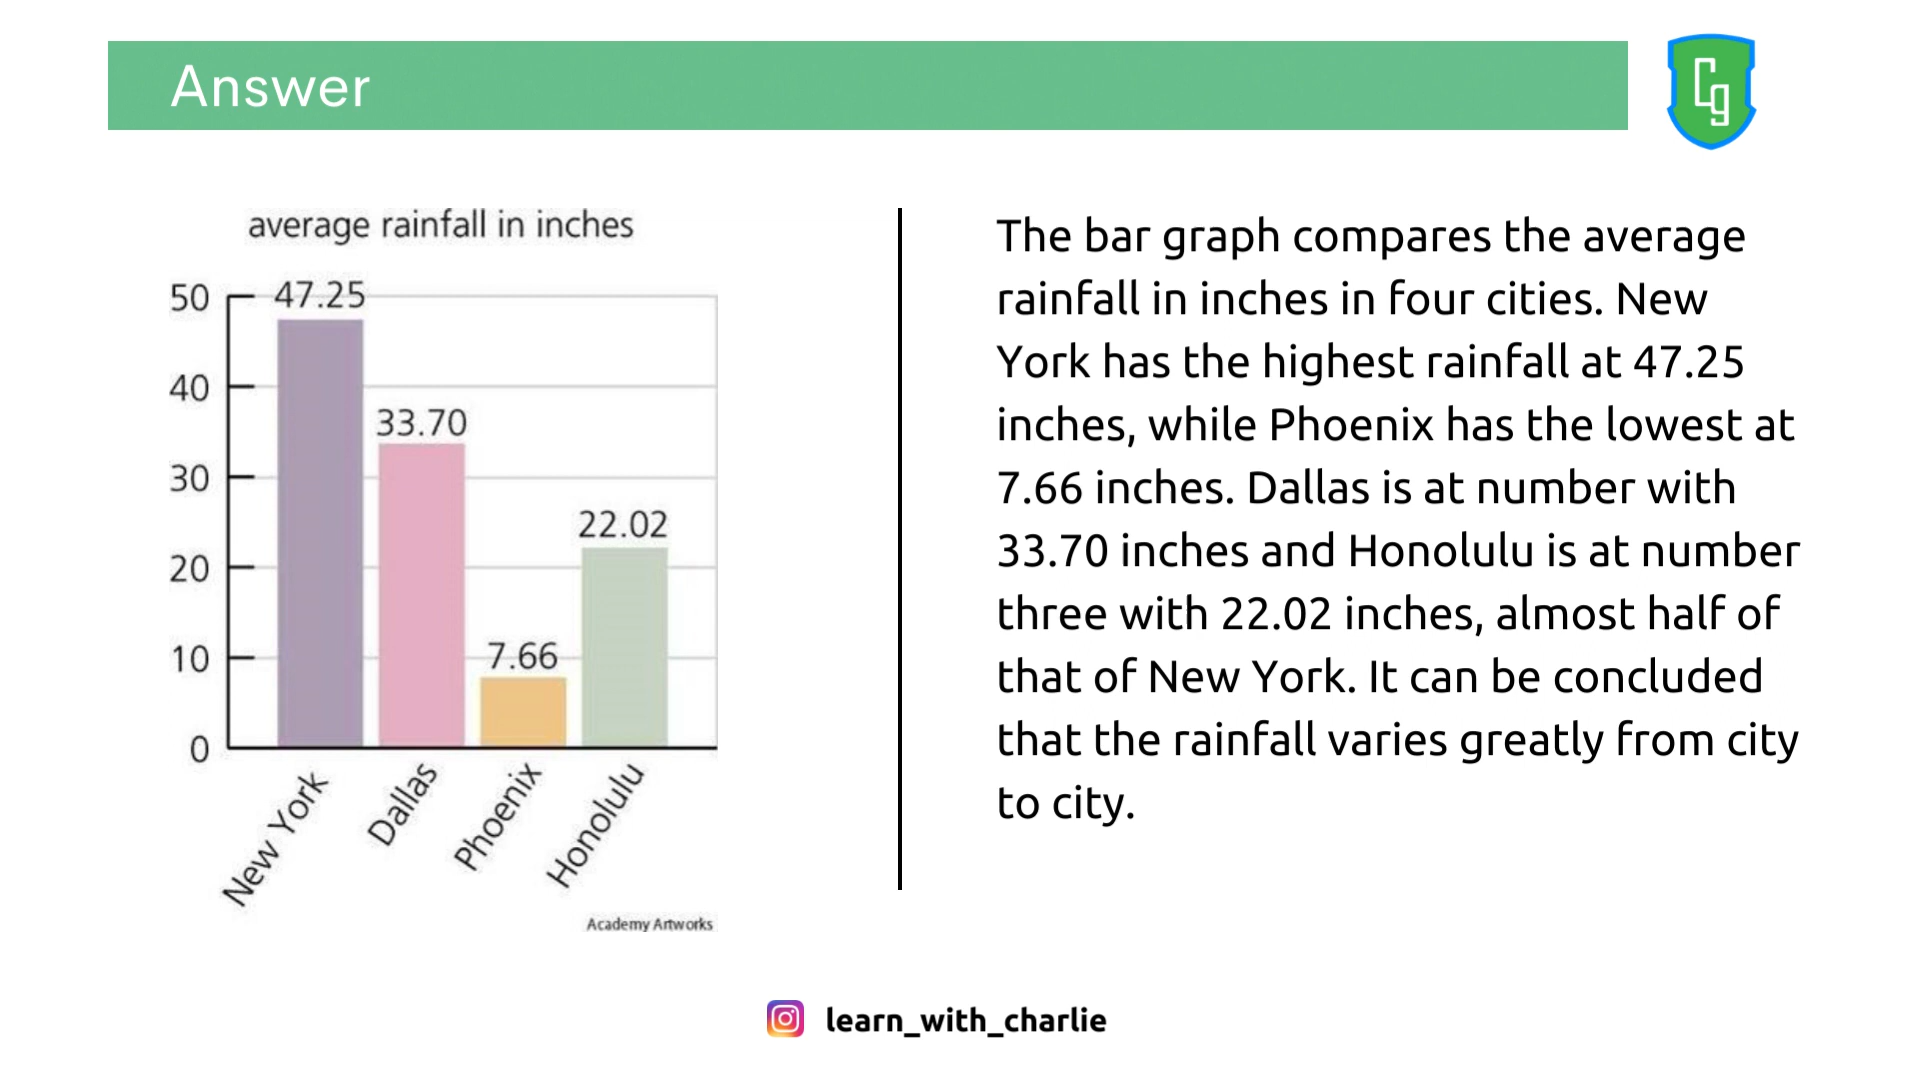 Answer
Cg
average rainfall in inches
50
47.25
40
33.70
30
22.02
20
7.66
10
0
New York
Dallas
Phoenix
Honolulu
Academy Artworks
The bar graph compares the average
rainfall in inches in four cities. New
York has the highest rainfall at 47.25
inches, while Phoenix has the lowest at
7.66 inches. Dallas is at number with
33.70 inches and Honolulu is at number
three with 22.02 inches, almost half of
that of New York. It can be concluded
that the rainfall varies greatly from city
to city.
learn_with_charlie